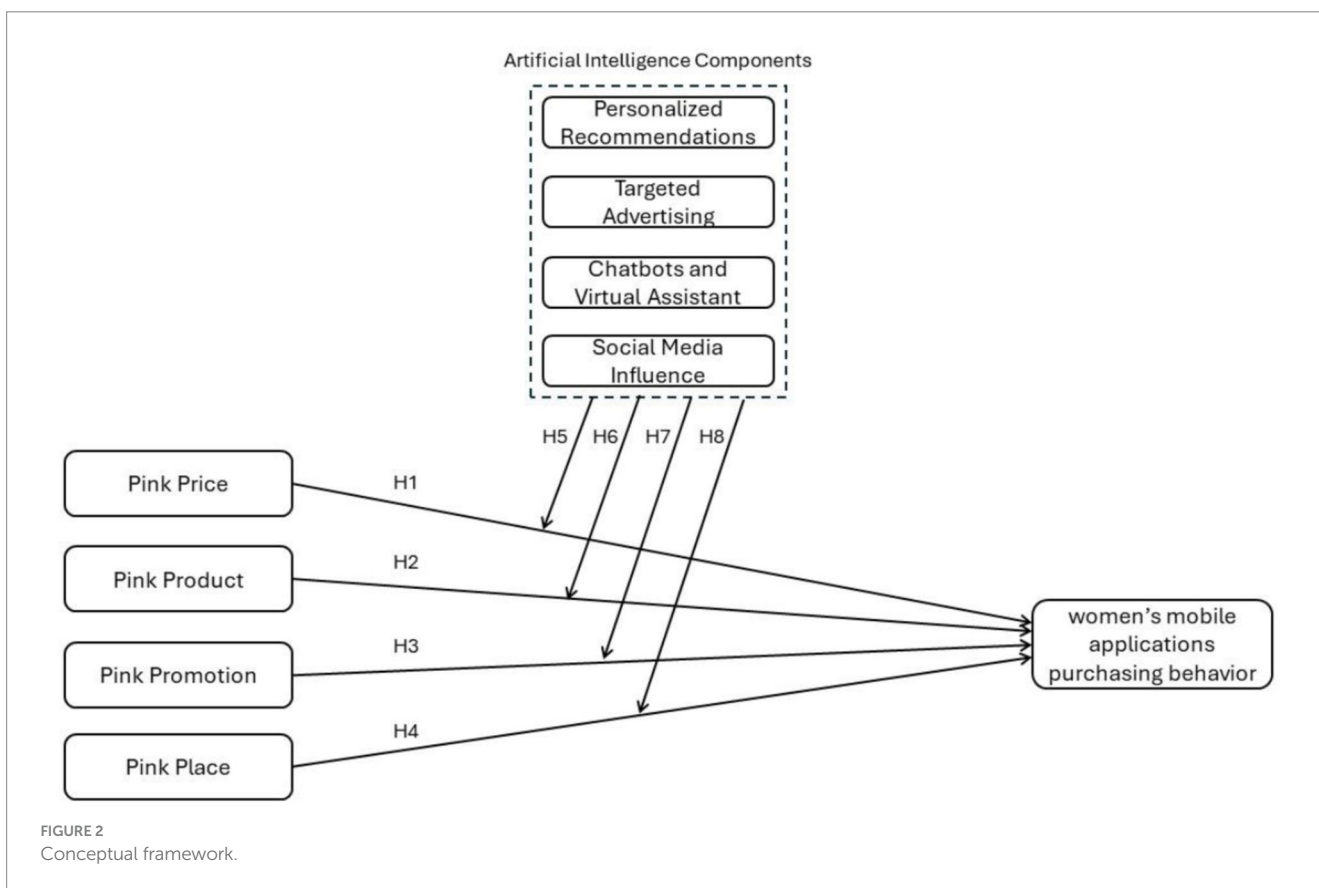 Artificial Intelligence Components
Personalized
Recommendations
Targeted
Advertising
Chatbots and
Virtual Assistant
Social Media
Influence
H5
H6
H7
H8
Pink Price
H1
Pink Product
H2
Pink Promotion
H3
Pink Place
H4
women's mobile
applications
purchasing behavior
FIGURE 2
Conceptual framework.